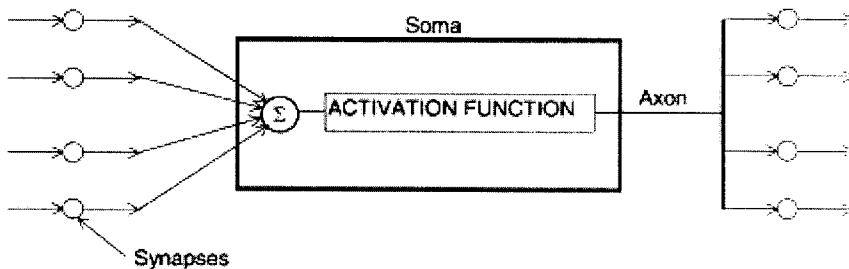 Soma
Σ
ACTIVATION FUNCTION
Axon
Synapses